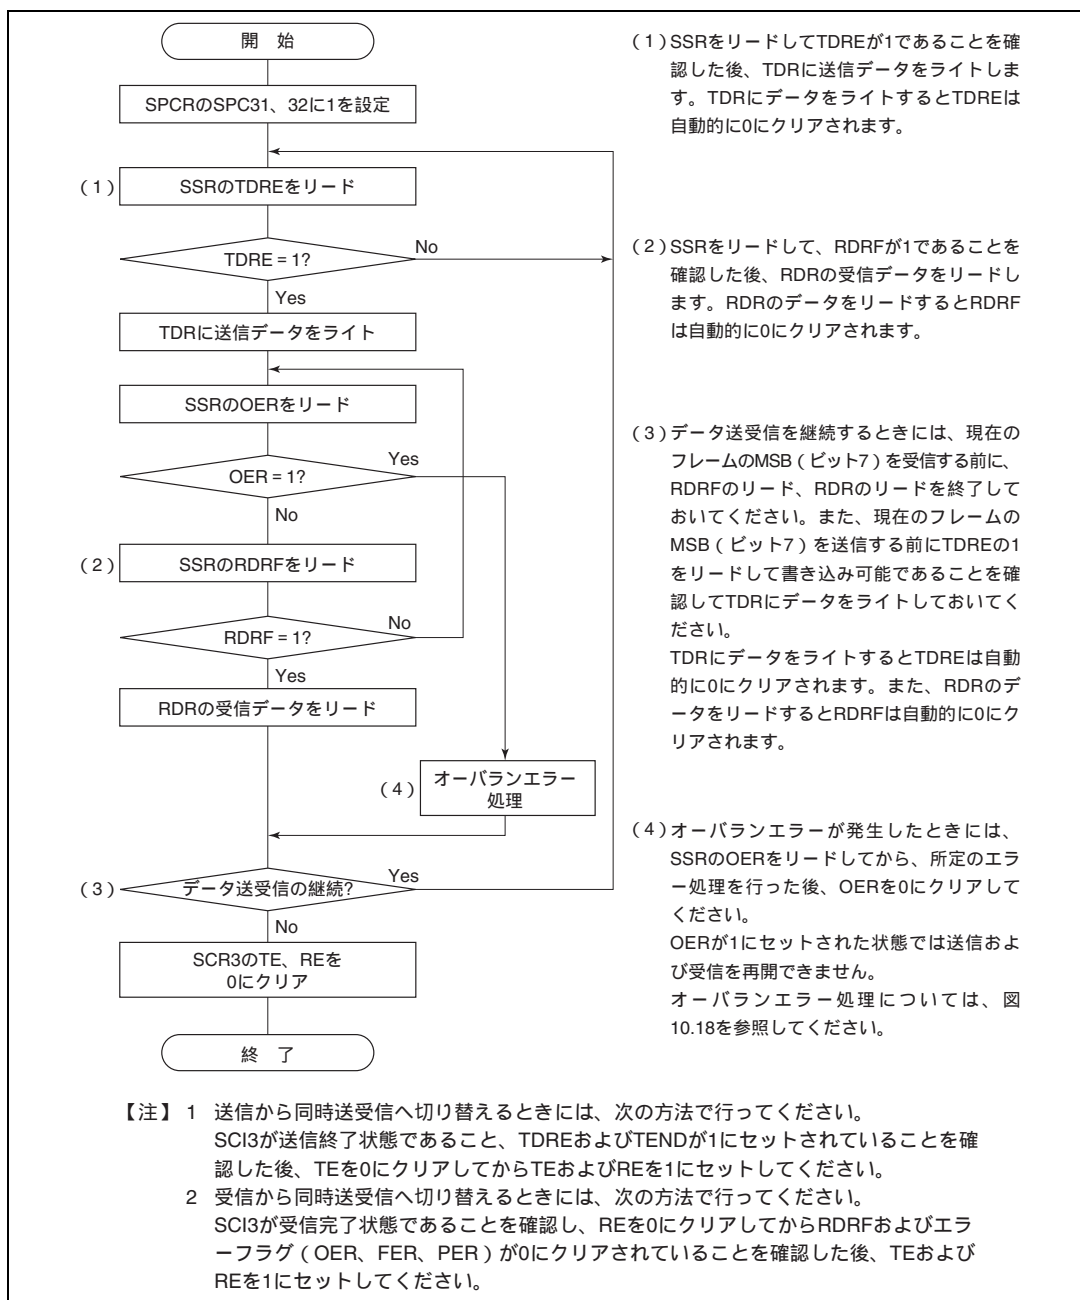 開 始
SPCRのSPC31、32に1を設定
(1)
SSRのTDREをリード
TDRE = 1?
No
Yes
TDRに送信データをライト
SSRのOERをリード
OER = 1?
Yes
No
(2)
SSRのRDRFをリード
RDRF = 1?
No
Yes
RDRの受信データをリード
(4)
オーバランエラー
処理
(3)
データ送受信の継続?
Yes
No
SCR3のTE、REを
0にクリア
終 了
(1)SSRをリードしてTDREが1であることを確
認した後、TDRに送信データをライトしま
す。TDRにデータをライトするとTDREは
自動的に0にクリアされます。
(2)SSRをリードして、RDRFが1であることを
確認した後、RDRの受信データをリードし
ます。RDRのデータをリードするとRDRF
は自動的に0にクリアされます。
(3)データ送受信を継続するときには、現在の
フレームのMSB(ビット7)を受信する前に、
RDRFのリード、RDRのリードを終了して
おいてください。また、現在のフレームの
MSB(ビット7)を送信する前にTDREの1
をリードして書き込み可能であることを確
認してTDRにデータをライトしておいてく
ださい。
TDRにデータをライトするとTDREは自動
的に0にクリアされます。また、RDRのデ
ータをリードするとRDRFは自動的に0にク
リアされます。
(4)オーバランエラーが発生したときには、
SSRのOERをリードしてから、所定のエラ
ー処理を行った後、OERを0にクリアして
ください。
OERが1にセットされた状態では送信およ
び受信を再開できません。
オーバランエラー処理については、図
10.18を参照してください。
【注】 1 送信から同時送受信へ切り替えるときには、次の方法で行ってください。
SCI3が送信終了状態であること、TDREおよびTENDが1にセットされていることを確
認した後、TEを0にクリアしてからTEおよびREを1にセットしてください。
2 受信から同時送受信へ切り替えるときには、次の方法で行ってください。
SCI3が受信完了状態であることを確認し、REを0にクリアしてからRDRFおよびエラ
ーフラグ(OER、FER、PER)が0にクリアされていることを確認した後、TEおよび
REを1にセットしてください。